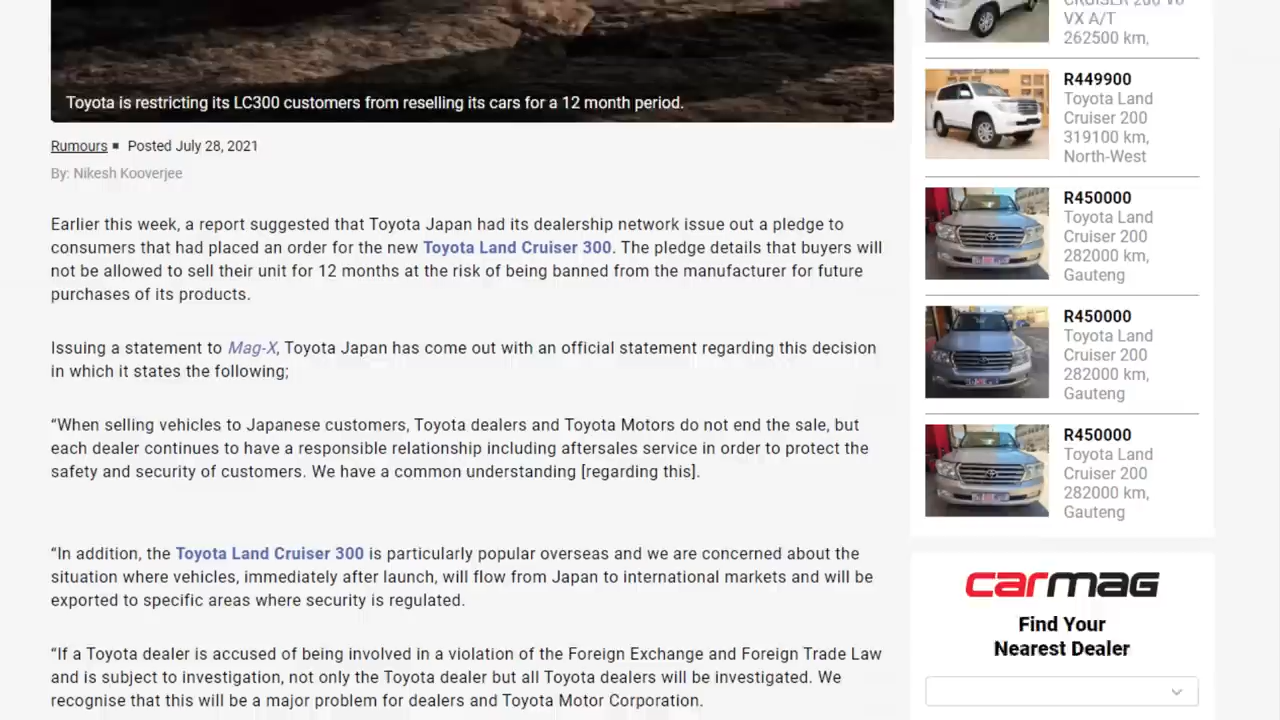 Toyota is restricting its LC300 customers from reselling its cars for a 12 month period.
Rumours ▪ Posted July 28, 2021
By: Nikesh Kooverjee
Earlier this week, a report suggested that Toyota Japan had its dealership network issue out a pledge to
consumers that had placed an order for the new Toyota Land Cruiser 300. The pledge details that buyers will
not be allowed to sell their unit for 12 months at the risk of being banned from the manufacturer for future
purchases of its products.
Issuing a statement to Mag-X, Toyota Japan has come out with an official statement regarding this decision
in which it states the following;
“When selling vehicles to Japanese customers, Toyota dealers and Toyota Motors do not end the sale, but
each dealer continues to have a responsible relationship including aftersales service in order to protect the
safety and security of customers. We have a common understanding [regarding this].
“In addition, the Toyota Land Cruiser 300 is particularly popular overseas and we are concerned about the
situation where vehicles, immediately after launch, will flow from Japan to international markets and will be
exported to specific areas where security is regulated.
“If a Toyota dealer is accused of being involved in a violation of the Foreign Exchange and Foreign Trade Law
and is subject to investigation, not only the Toyota dealer but all Toyota dealers will be investigated. We
recognise that this will be a major problem for dealers and Toyota Motor Corporation.
CRUISER 200 V8
VX A/T
262500 km,
R449900
Toyota Land
Cruiser 200
319100 km,
North-West
R450000
Toyota Land
Cruiser 200
282000 km,
Gauteng
R450000
Toyota Land
Cruiser 200
282000 km,
Gauteng
R450000
Toyota Land
Cruiser 200
282000 km,
Gauteng
carmag
Find Your
Nearest Dealer